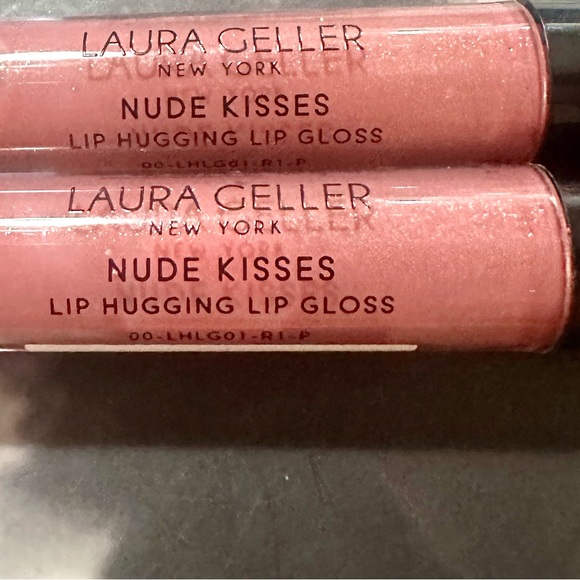 LAURA GELLER
NEW YORK
NUDE KISSES
LIP HUGGING LIP GLOSS
00-LHLG01-R1-P
LAURA GELLER
NEW YORK
NUDE KISSES
LIP HUGGING LIP GLOSS
00-LHLG01-R1-P